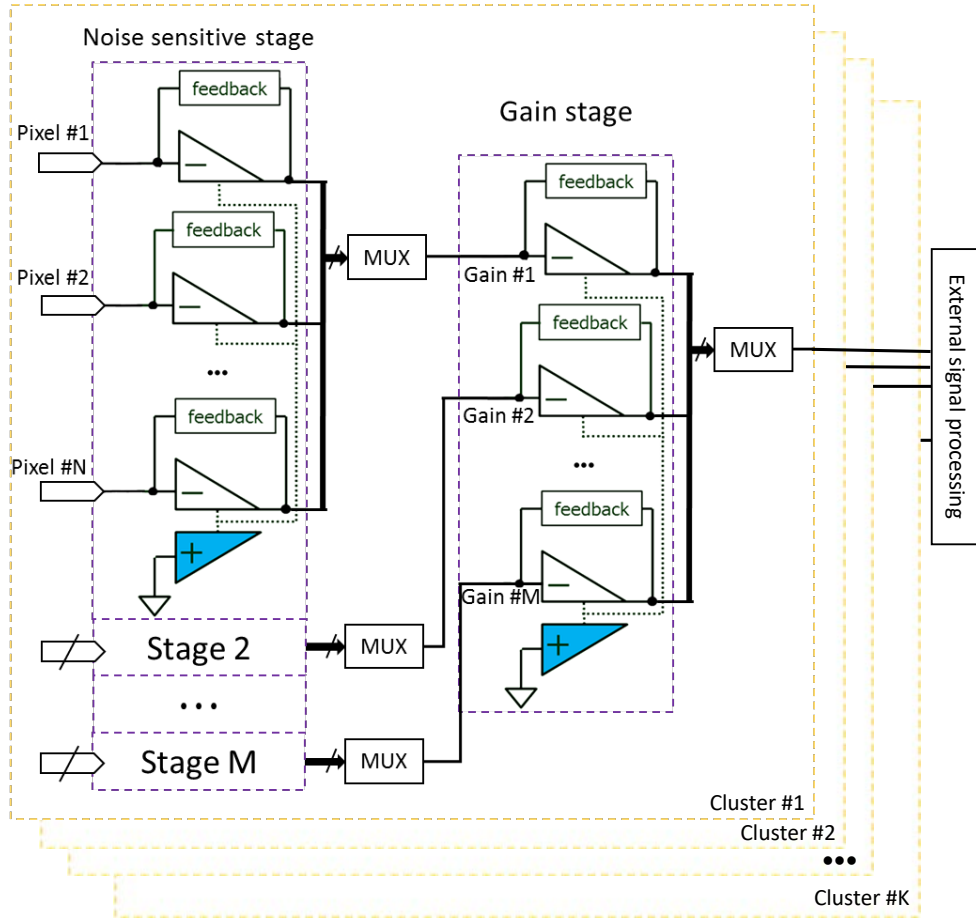 Noise sensitive stage
feedback
Pixel #1
−
Gain stage
feedback
feedback
Pixel #2
−
MUX
Gain #1
−
...
feedback
MUX
External signal processing
feedback
Gain #2
−
Pixel #N
−
...
feedback
+
Gain #M
−
Stage 2
MUX
+
...
Stage M
MUX
Cluster #1
Cluster #2
...
Cluster #K